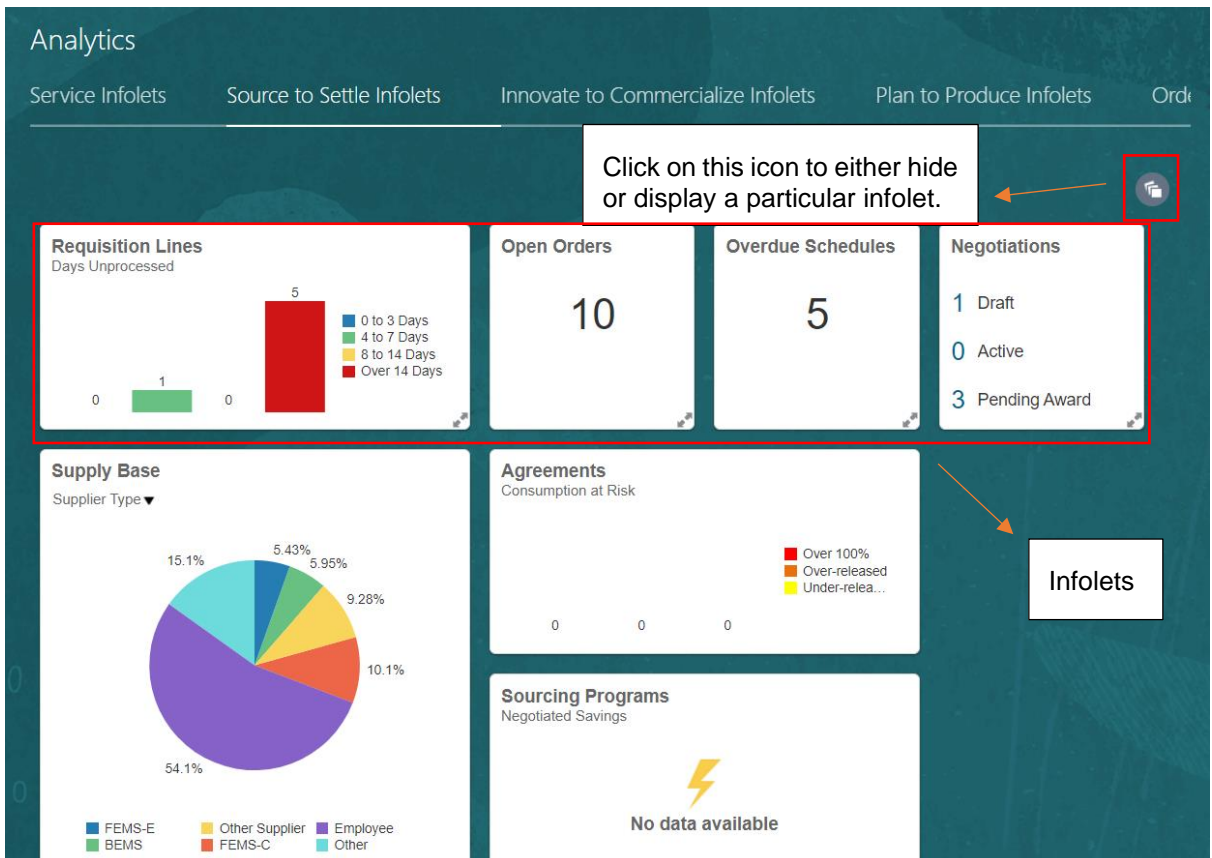 Analytics
Service Infolets
Source to Settle Infolets
Innovate to Commercialize Infolets
Plan to Produce Infolets
Orde
Click on this icon to either hide
or display a particular infolet.
Requisition Lines
Days Unprocessed
0
1
0
5
0 to 3 Days
4 to 7 Days
8 to 14 Days
Over 14 Days
Open Orders
10
Overdue Schedules
5
Negotiations
1 Draft
0 Active
3 Pending Award
Supply Base
Supplier Type
15.1%
5.43%
5.95%
9.28%
10.1%
54.1%
FEMS-E
Other Supplier
Employee
BEMS
FEMS-C
Other
Agreements
Consumption at Risk
Over 100%
Over-released
Under-relea...
0
0
0
Infolets
Sourcing Programs
Negotiated Savings
No data available